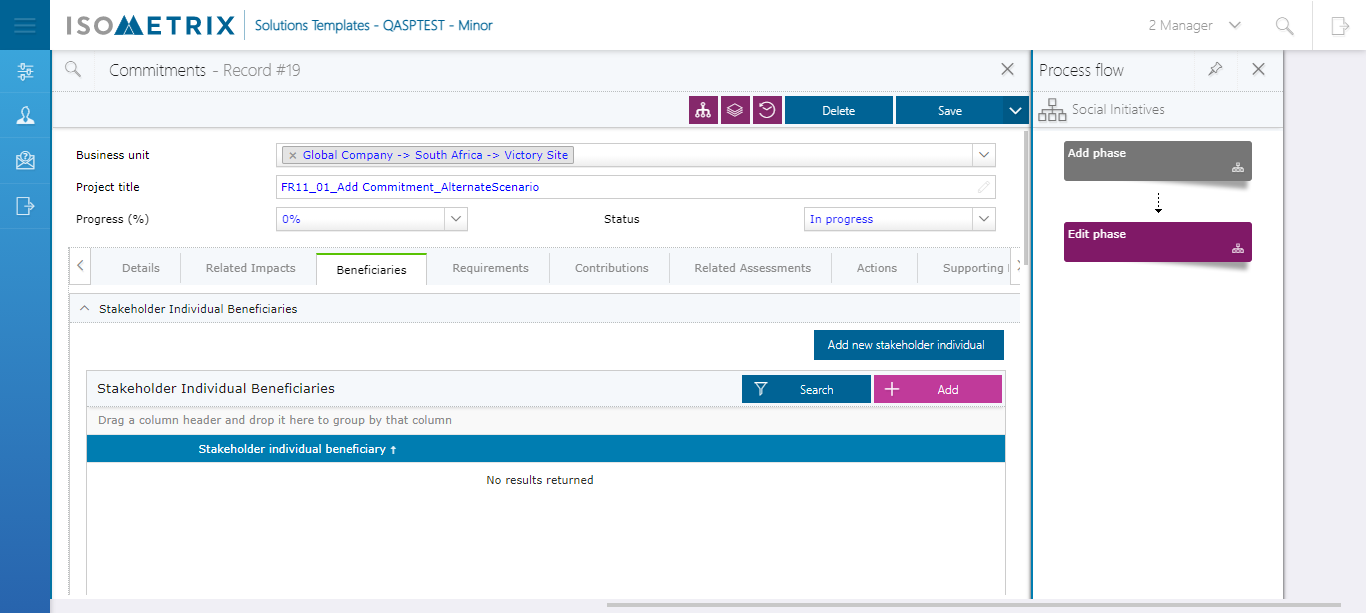 ISOMETRIX
Solutions Templates - QASPTEST - Minor
2 Manager
Commitments - Record #19
Process flow
Delete
Save
Social Initiatives
Business unit
× Global Company -> South Africa -> Victory Site
Add phase
Project title
FR11_01_Add Commitment_AlternateScenario
Progress (%)
0%
Status
In progress
Edit phase
Details
Related Impacts
Beneficiaries
Requirements
Contributions
Related Assessments
Actions
Supporting
Stakeholder Individual Beneficiaries
Add new stakeholder individual
Stakeholder Individual Beneficiaries
Search
Add
Drag a column header and drop it here to group by that column
Stakeholder individual beneficiary ↑
No results returned